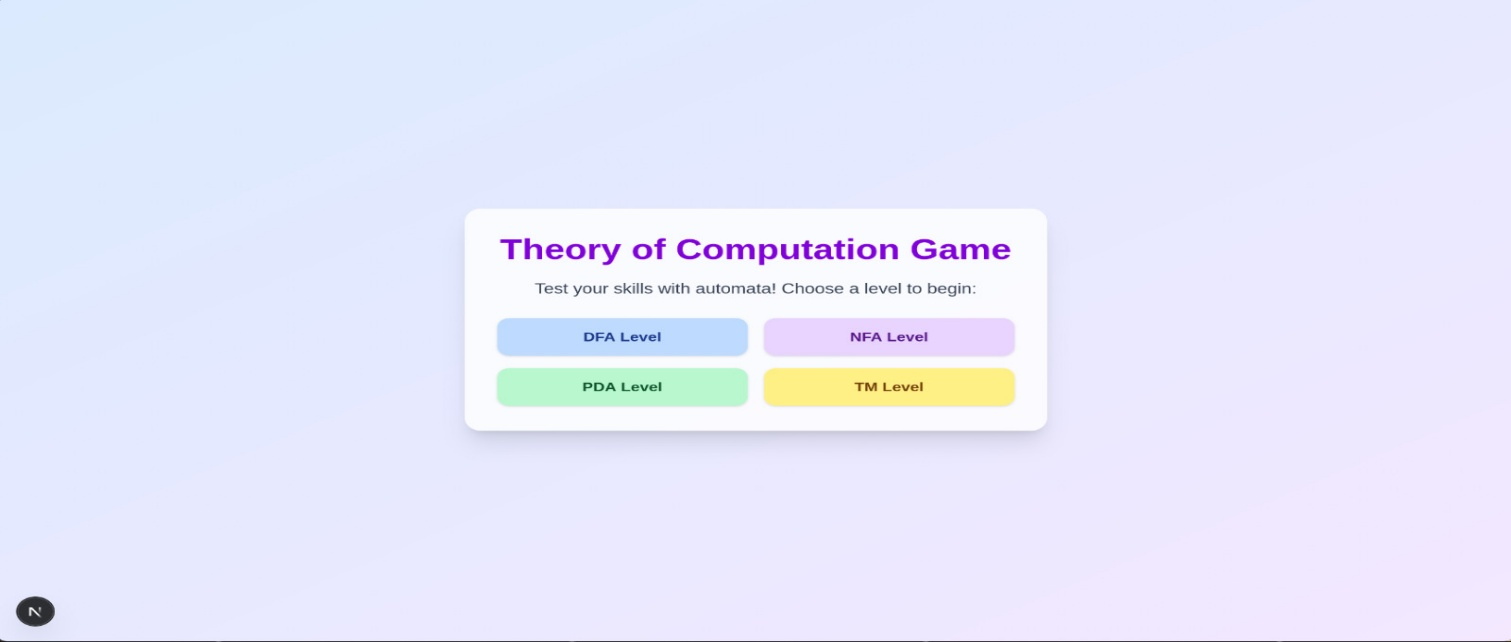 Theory of Computation Game
Test your skills with automata! Choose a level to begin:
DFA Level
NFA Level
PDA Level
TM Level
N